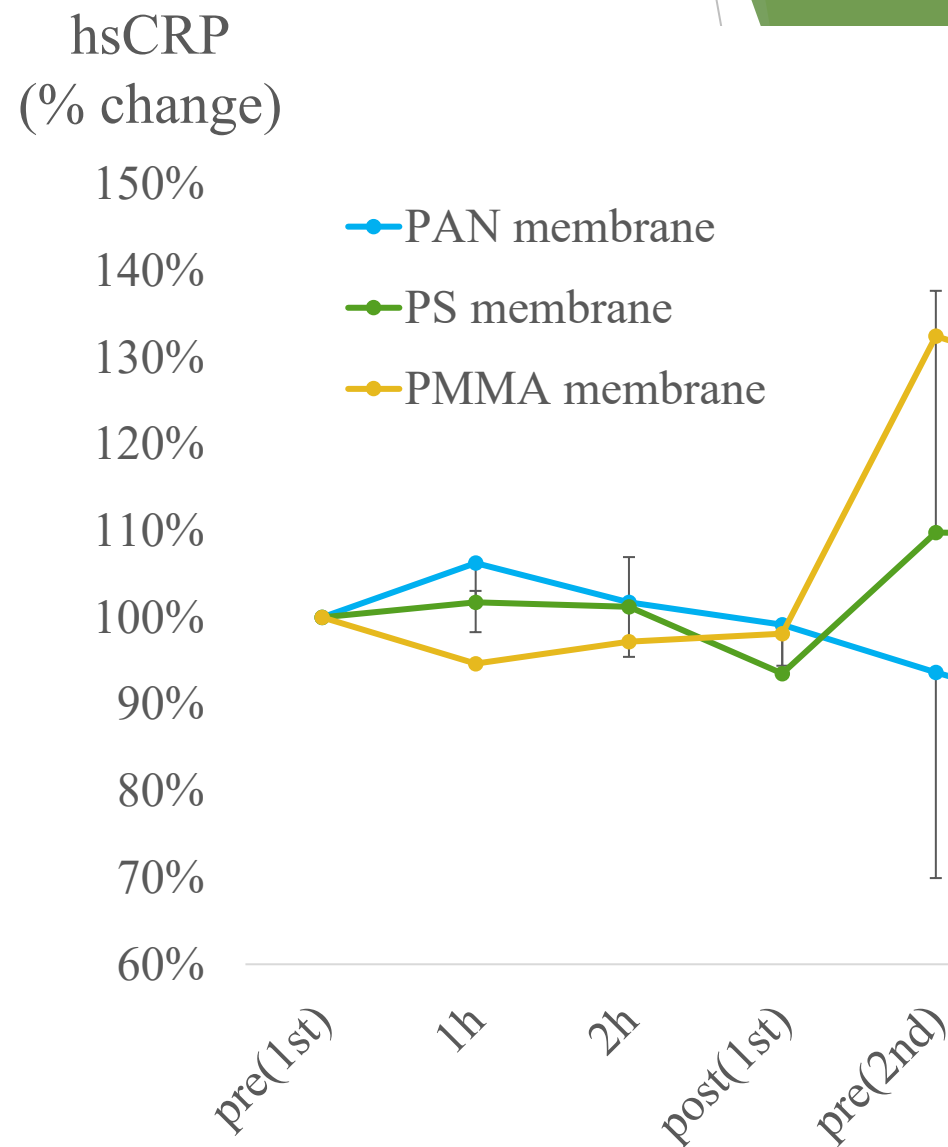 hsCRP
(% change)
150%
140%
130%
120%
110%
100%
90%
80%
70%
60%
PAN membrane
PS membrane
PMMA membrane
pre(1st)
1h
2h
post(1st)
pre(2nd)